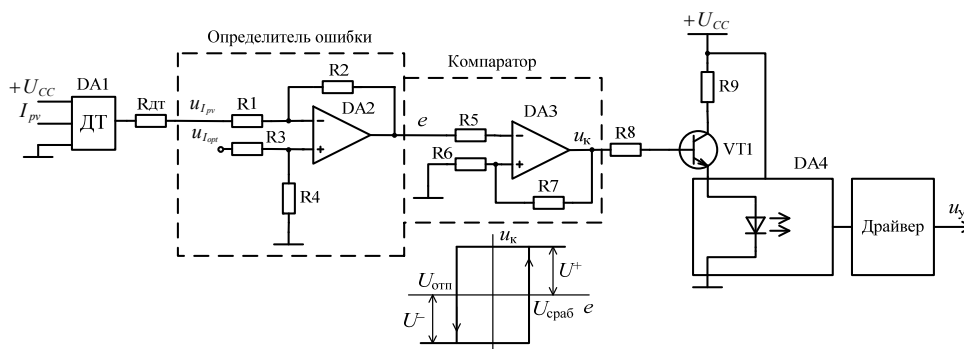 Определитель ошибки
Компаратор
+U_CC
+U_CC DA1
I_pv
ДТ
Rдт
u_Ipv
u_Iopt
R1
R2
R3
R4
DA2
e
R5
R6
R7
DA3
u_к
R8
R9
VT1
DA4
Драйвер
u_у
u_к
U_отп
U⁺
U⁻
U_сраб
e